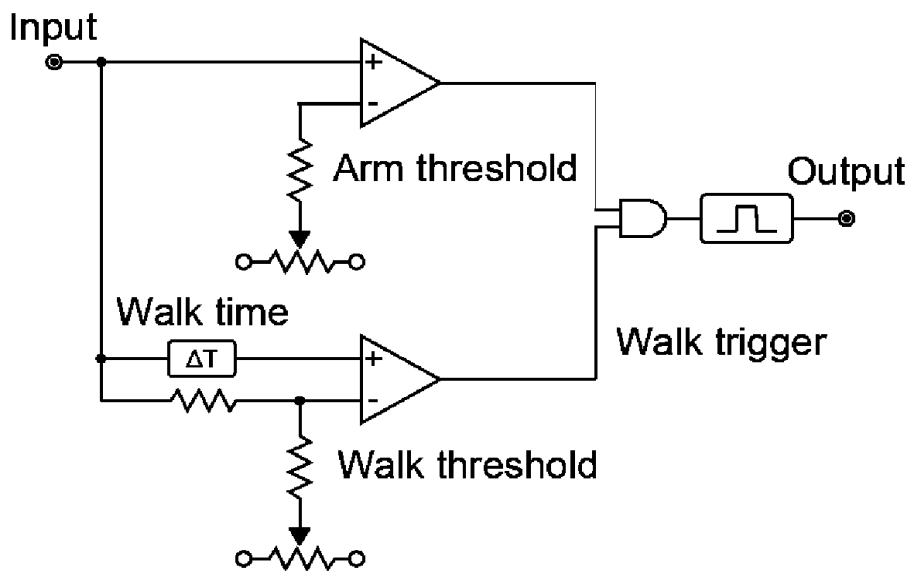 Input
Arm threshold
Output
Walk time
ΔT
Walk trigger
Walk threshold